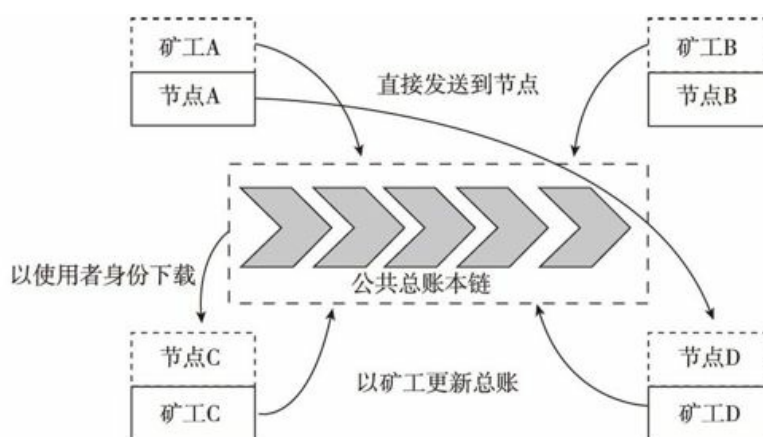 矿工A
矿工B
直接发送到节点
节点A
节点B
以使用者身份下载
公共总账本链
节点C
节点D
以矿工更新总账
矿工C
矿工D